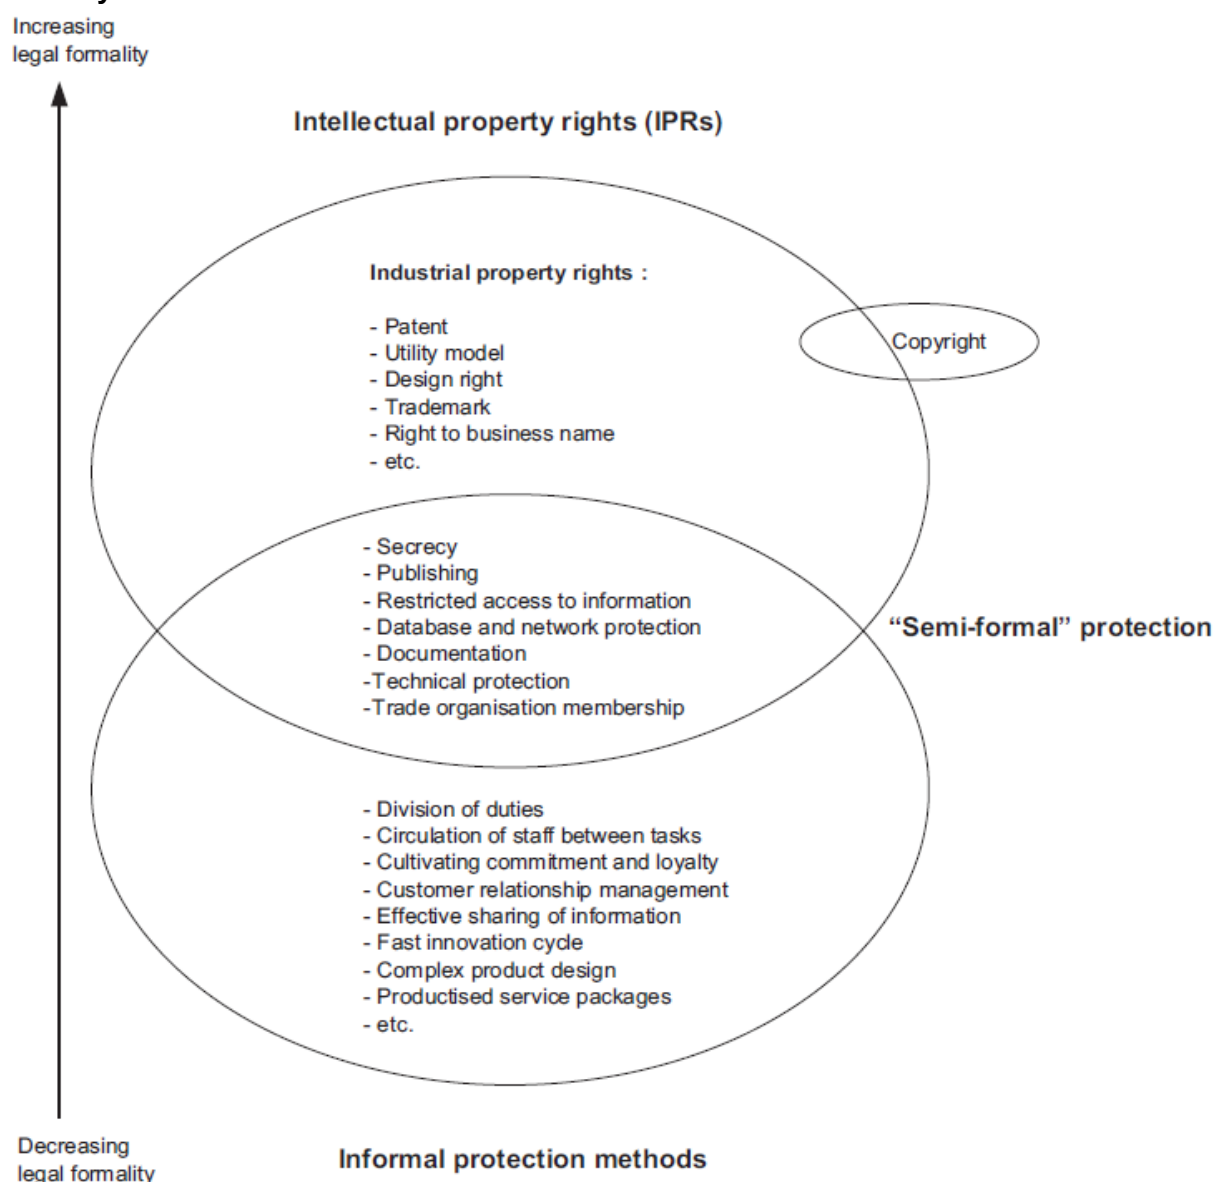 Increasing
legal formality
Intellectual property rights (IPRs)
Industrial property rights :
- Patent
- Utility model
- Design right
- Trademark
- Right to business name
- etc.
Copyright
- Secrecy
- Publishing
- Restricted access to information
- Database and network protection
- Documentation
-Technical protection
-Trade organisation membership
“Semi-formal” protection
- Division of duties
- Circulation of staff between tasks
- Cultivating commitment and loyalty
- Customer relationship management
- Effective sharing of information
- Fast innovation cycle
- Complex product design
- Productised service packages
- etc.
Decreasing
legal formality
Informal protection methods